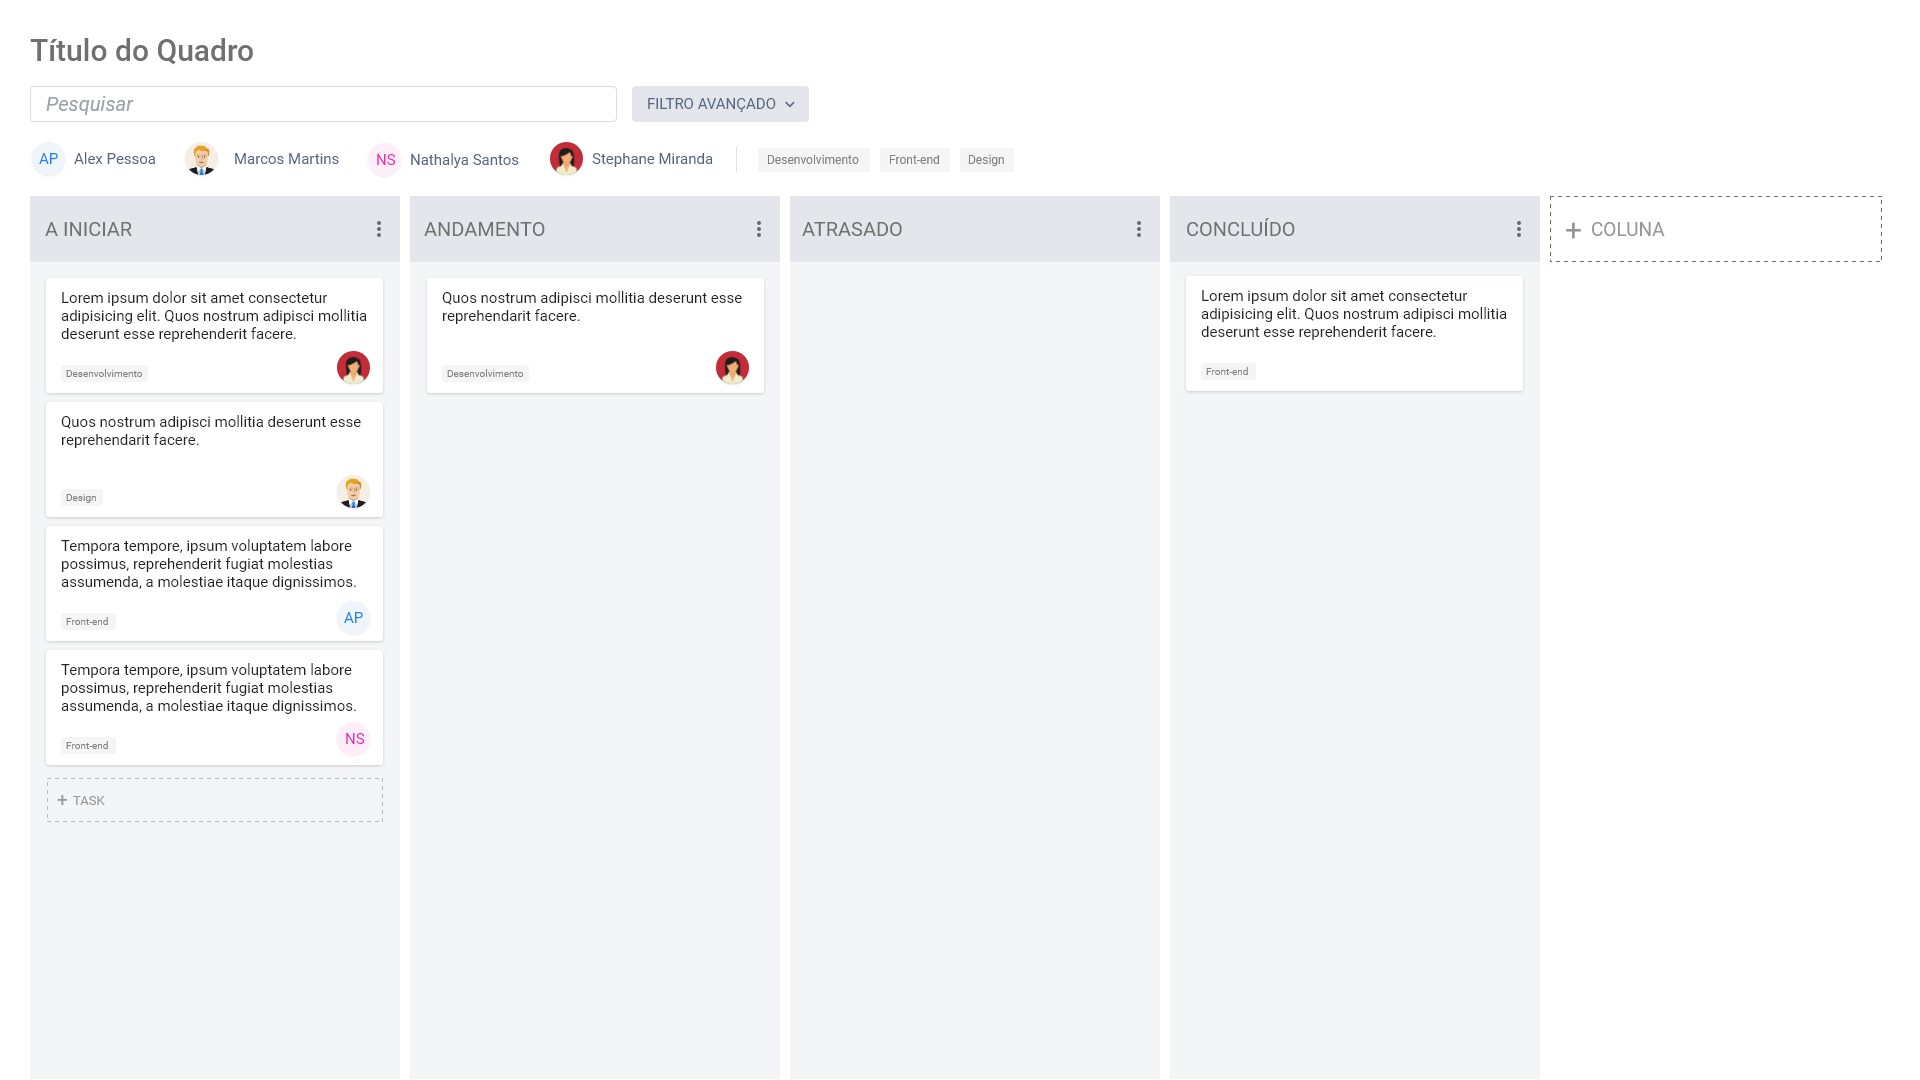 Título do Quadro
Pesquisar
FILTRO AVANÇADO
AP Alex Pessoa Marcos Martins NS Nathalya Santos Stephane Miranda Desenvolvimento Front-end Design
A INICIAR
Lorem ipsum dolor sit amet consectetur
adipisicing elit. Quos nostrum adipisci mollitia
deserunt esse reprehenderit facere.
Desenvolvimento
Quos nostrum adipisci mollitia deserunt esse
reprehendarit facere.
Design
Tempora tempore, ipsum voluptatem labore
possimus, reprehenderit fugiat molestias
assumenda, a molestiae itaque dignissimos.
Front-end
AP
Tempora tempore, ipsum voluptatem labore
possimus, reprehenderit fugiat molestias
assumenda, a molestiae itaque dignissimos.
Front-end
NS
+ TASK
ANDAMENTO
Quos nostrum adipisci mollitia deserunt esse
reprehendarit facere.
Desenvolvimento
ATRASADO
CONCLUÍDO
Lorem ipsum dolor sit amet consectetur
adipisicing elit. Quos nostrum adipisci mollitia
deserunt esse reprehenderit facere.
Front-end
+ COLUNA